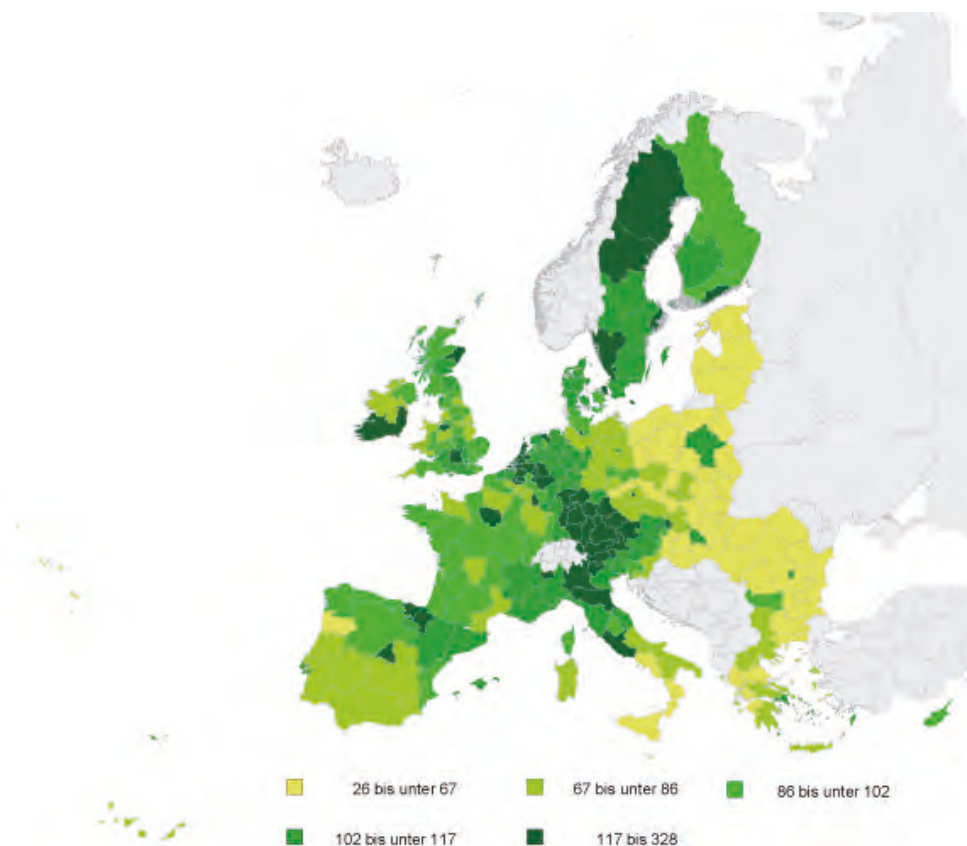 26 bis unter 67
67 bis unter 86
86 bis unter 102
102 bis unter 117
117 bis 328